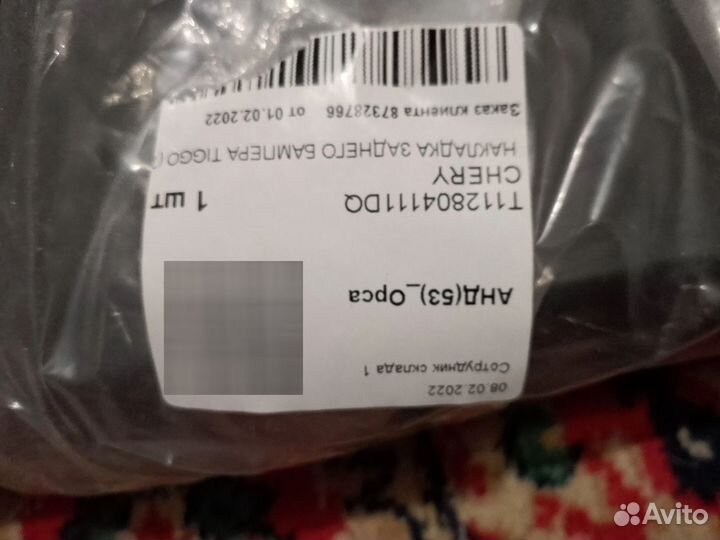 08.02.2022
Сотрудник склада 1
АНД(53)_Орса
T112804111DQ 1 шт
CHERY
НАКЛАДКА ЗАДНЕГО БАМПЕРА TIGGO (
Заказ клиента 87328766 от 01.02.2022
Avito